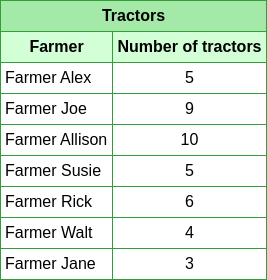 Tractors
Farmer Number of tractors
Farmer Alex 5
Farmer Joe 9
Farmer Allison 10
Farmer Susie 5
Farmer Rick 6
Farmer Walt 4
Farmer Jane 3